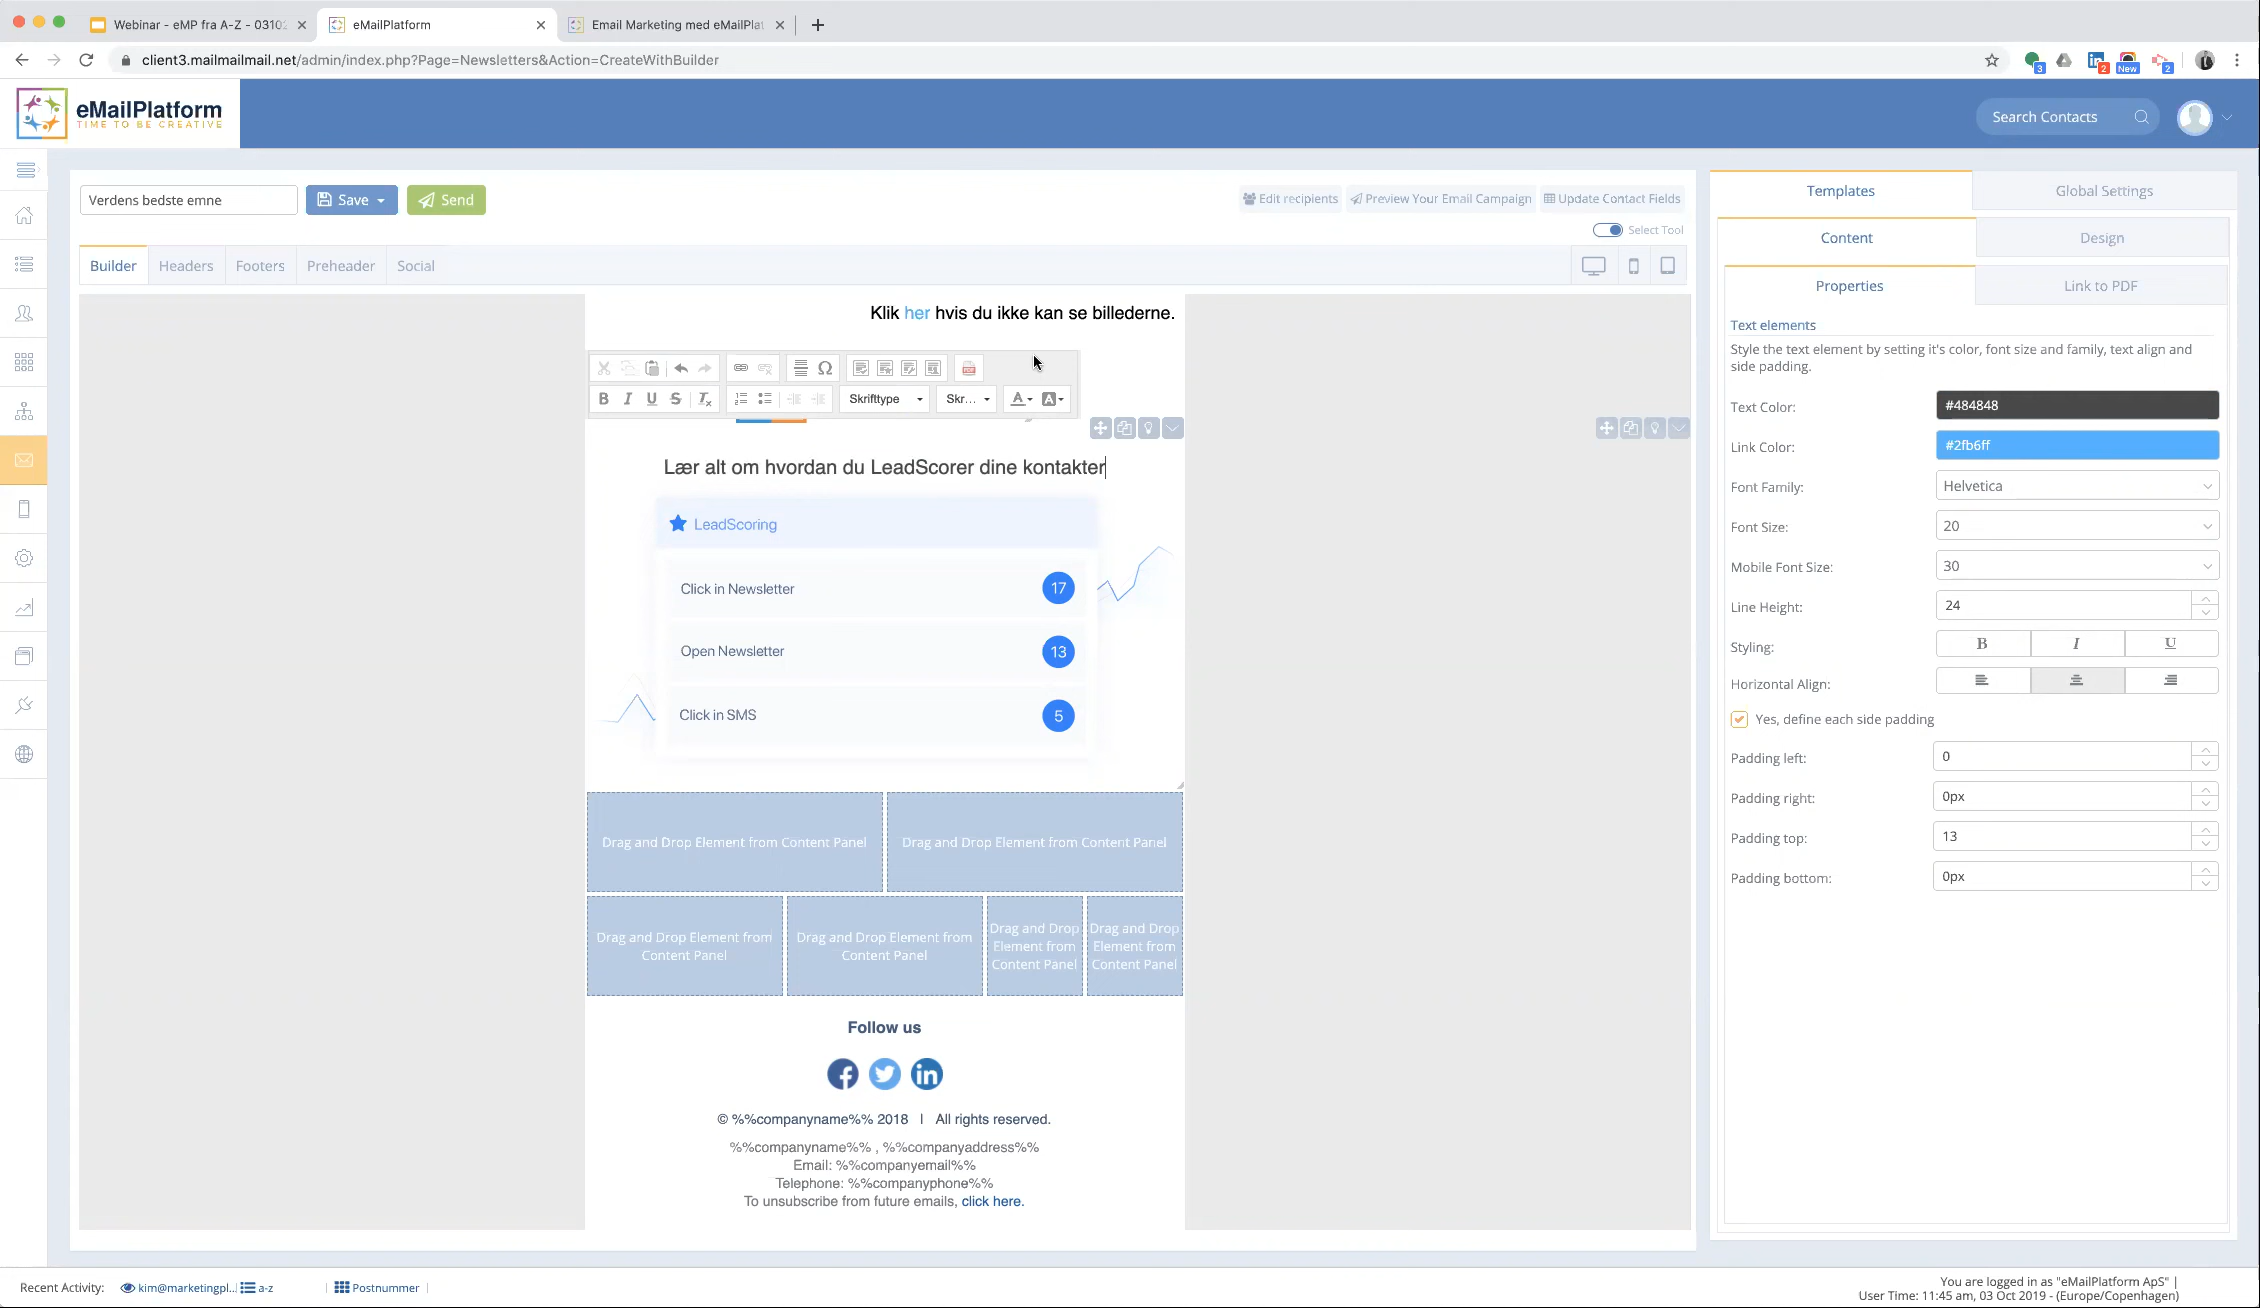 Webinar - eMP fra A-Z - 0310
eMailPlatform
Email Marketing med eMailPlat
client3.mailmailmail.net/admin/index.php?Page=Newsletters&Action=CreateWithBuilder
3
2
New
2
eMailPlatform
TIME TO BE CREATIVE
Search Contacts
Verdens bedste emne
Save
Send
Edit recipients
Preview Your Email Campaign
Update Contact Fields
Select Tool
Builder
Headers
Footers
Preheader
Social
Klik her hvis du ikke kan se billederne.
Skrifttype
Skr...
Lær alt om hvordan du LeadScorer dine kontakter
LeadScoring
Click in Newsletter
17
Open Newsletter
13
Click in SMS
5
Drag and Drop Element from Content Panel
Drag and Drop Element from Content Panel
Drag and Drop Element from
Content Panel
Drag and Drop Element from
Content Panel
Drag and Drop
Element from
Content Panel
Drag and Drop
Element from
Content Panel
Follow us
© %%companyname%% 2018 | All rights reserved.
%%companyname%% , %%companyaddress%%
Email: %%companyemail%%
Telephone: %%companyphone%%
To unsubscribe from future emails, click here.
Templates
Global Settings
Content
Design
Properties
Link to PDF
Text elements
Style the text element by setting it's color, font size and family, text align and
side padding.
Text Color:
#484848
Link Color:
#2fb6ff
Font Family:
Helvetica
Font Size:
20
Mobile Font Size:
30
Line Height:
24
Styling:
B
I
U
Horizontal Align:
Yes, define each side padding
Padding left:
0
Padding right:
0px
Padding top:
13
Padding bottom:
0px
Recent Activity:
kim@marketingpl...
a-z
Postnummer
You are logged in as "eMailPlatform ApS" |
User Time: 11:45 am, 03 Oct 2019 - (Europe/Copenhagen)